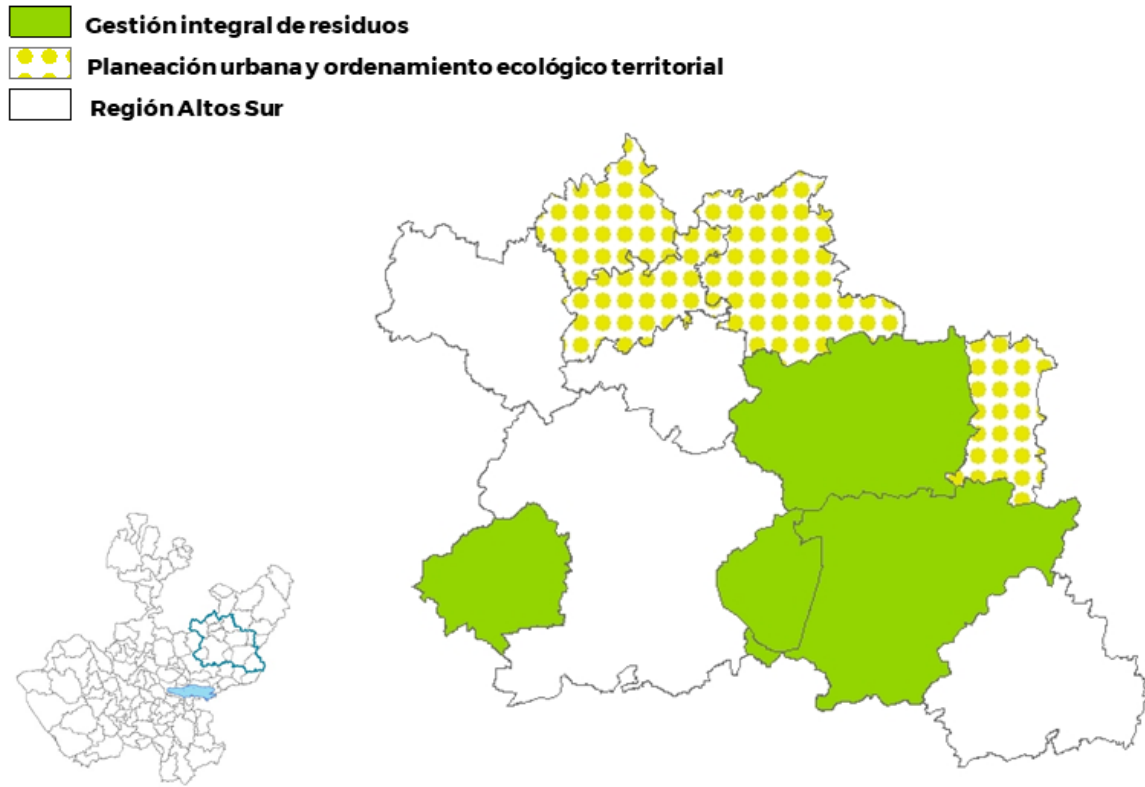 Gestión integral de residuos
Planeación urbana y ordenamiento ecológico territorial
Región Altos Sur